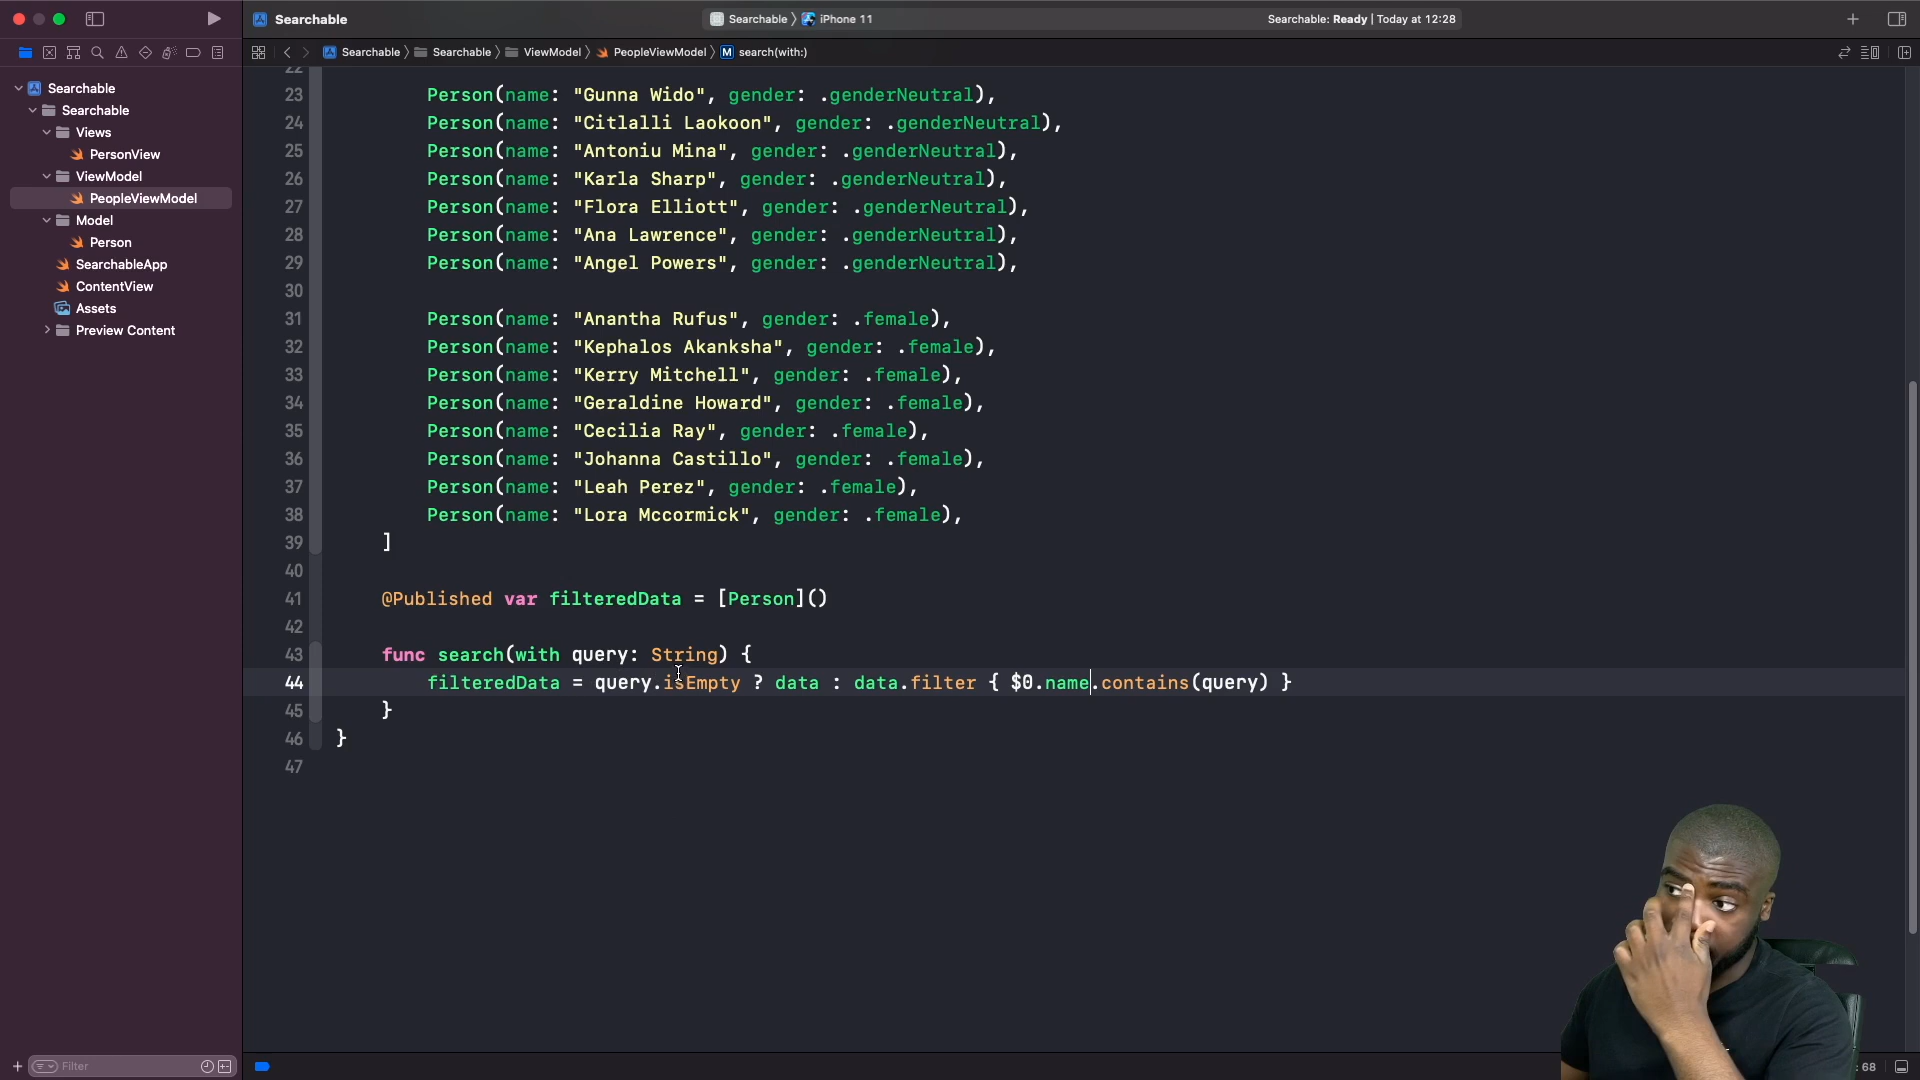 Searchable
Searchable
iPhone 11
Searchable: Ready | Today at 12:28
Searchable
Searchable
ViewModel
PeopleViewModel
M
search(with:)
Searchable
Searchable
Views
PersonView
ViewModel
PeopleViewModel
Model
Person
SearchableApp
ContentView
Assets
Preview Content
Filter
22
23 Person(name: "Gunna Wido", gender: .genderNeutral),
24 Person(name: "Citlalli Laokoon", gender: .genderNeutral),
25 Person(name: "Antoniu Mina", gender: .genderNeutral),
26 Person(name: "Karla Sharp", gender: .genderNeutral),
27 Person(name: "Flora Elliott", gender: .genderNeutral),
28 Person(name: "Ana Lawrence", gender: .genderNeutral),
29 Person(name: "Angel Powers", gender: .genderNeutral),
30
31 Person(name: "Anantha Rufus", gender: .female),
32 Person(name: "Kephalos Akanksha", gender: .female),
33 Person(name: "Kerry Mitchell", gender: .female),
34 Person(name: "Geraldine Howard", gender: .female),
35 Person(name: "Cecilia Ray", gender: .female),
36 Person(name: "Johanna Castillo", gender: .female),
37 Person(name: "Leah Perez", gender: .female),
38 Person(name: "Lora Mccormick", gender: .female),
39 ]
40
41 @Published var filteredData = [Person]()
42
43 func search(with query: String) {
44 filteredData = query.isEmpty ? data : data.filter { $0.name.contains(query) }
45 }
46 }
47
: 68